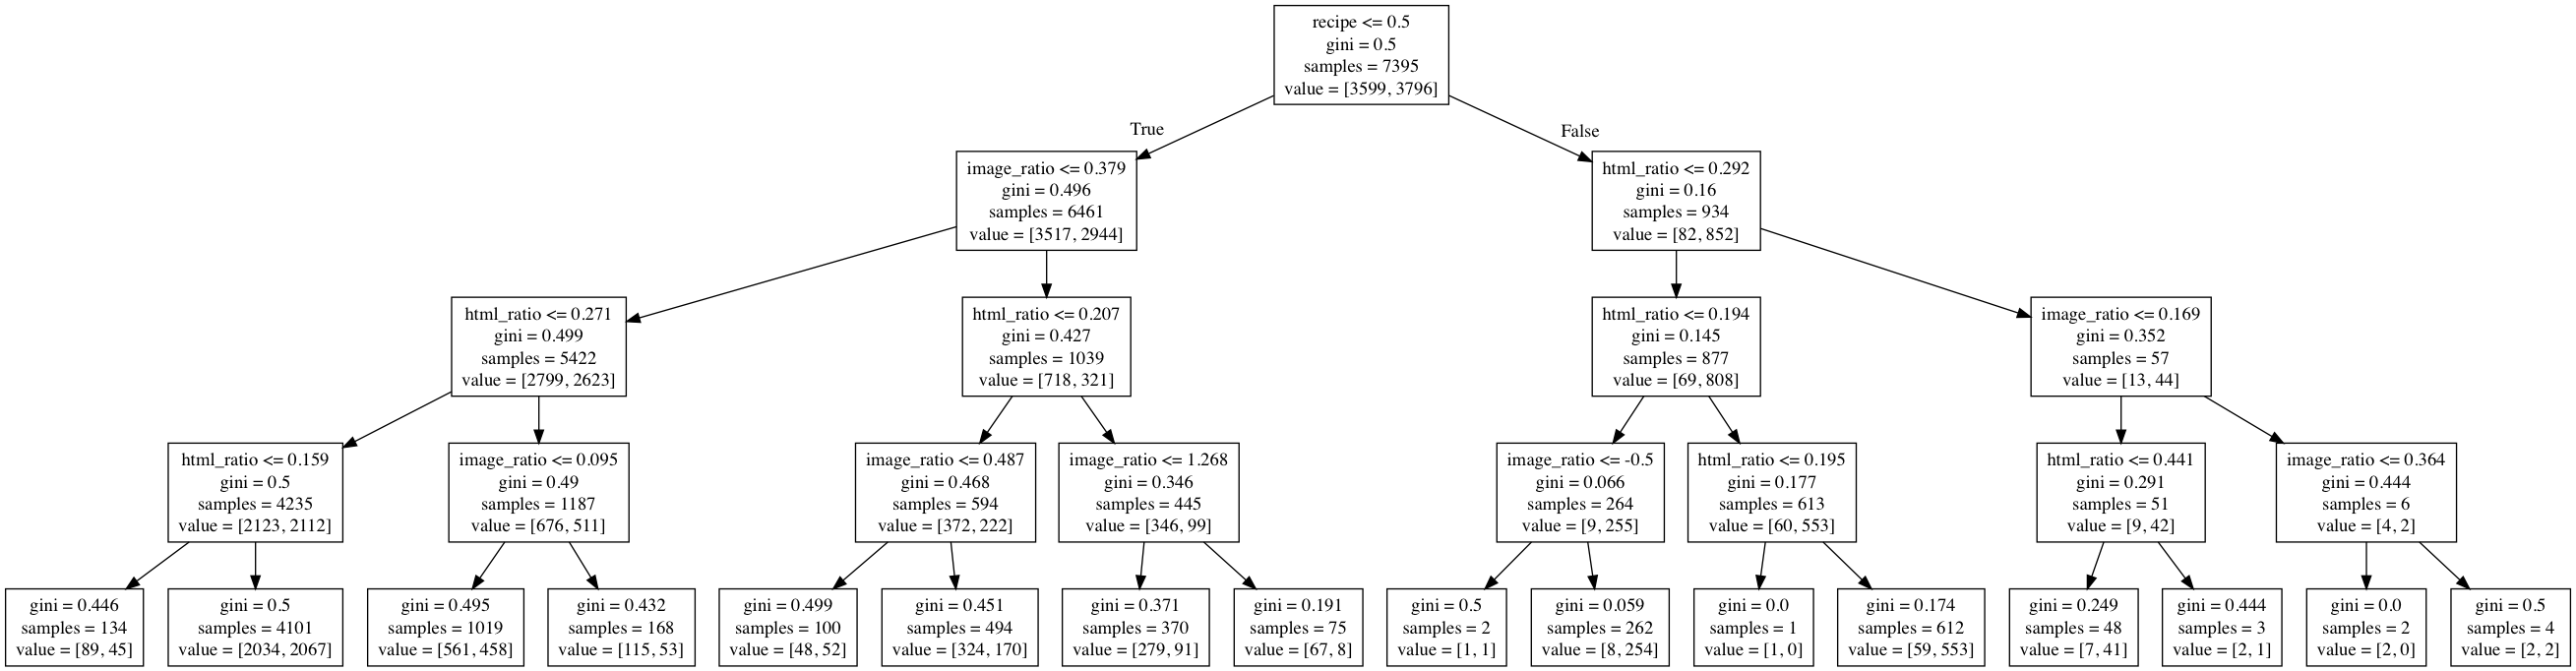 recipe <= 0.5
gini = 0.5
samples = 7395
value = [3599, 3796]
True
False
image_ratio <= 0.379
gini = 0.496
samples = 6461
value = [3517, 2944]
html_ratio <= 0.292
gini = 0.16
samples = 934
value = [82, 852]
html_ratio <= 0.271
gini = 0.499
samples = 5422
value = [2799, 2623]
html_ratio <= 0.207
gini = 0.427
samples = 1039
value = [718, 321]
html_ratio <= 0.194
gini = 0.145
samples = 877
value = [69, 808]
image_ratio <= 0.169
gini = 0.352
samples = 57
value = [13, 44]
html_ratio <= 0.159
gini = 0.5
samples = 4235
value = [2123, 2112]
image_ratio <= 0.095
gini = 0.49
samples = 1187
value = [676, 511]
image_ratio <= 0.487
gini = 0.468
samples = 594
value = [372, 222]
image_ratio <= 1.268
gini = 0.346
samples = 445
value = [346, 99]
image_ratio <= -0.5
gini = 0.066
samples = 264
value = [9, 255]
html_ratio <= 0.195
gini = 0.177
samples = 613
value = [60, 553]
html_ratio <= 0.441
gini = 0.291
samples = 51
value = [9, 42]
image_ratio <= 0.364
gini = 0.444
samples = 6
value = [4, 2]
gini = 0.446
samples = 134
value = [89, 45]
gini = 0.5
samples = 4101
value = [2034, 2067]
gini = 0.495
samples = 1019
value = [561, 458]
gini = 0.432
samples = 168
value = [115, 53]
gini = 0.499
samples = 100
value = [48, 52]
gini = 0.451
samples = 494
value = [324, 170]
gini = 0.371
samples = 370
value = [279, 91]
gini = 0.191
samples = 75
value = [67, 8]
gini = 0.5
samples = 2
value = [1, 1]
gini = 0.059
samples = 262
value = [8, 254]
gini = 0.0
samples = 1
value = [1, 0]
gini = 0.174
samples = 612
value = [59, 553]
gini = 0.249
samples = 48
value = [7, 41]
gini = 0.444
samples = 3
value = [2, 1]
gini = 0.0
samples = 2
value = [2, 0]
gini = 0.5
samples = 4
value = [2, 2]